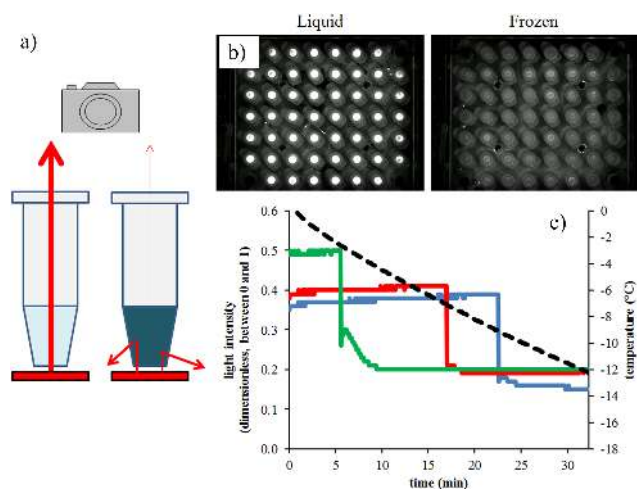 a)
Liquid
Frozen
b)
c)
0.6
0.5
0.4
0.3
0.2
0.1
0.0
light intensity
(dimensionless, between 0 and 1)
0
-2
-4
-6
-8
-10
-12
-14
-16
-18
temperature (°C)
0
5
10
15
20
25
30
time (min)